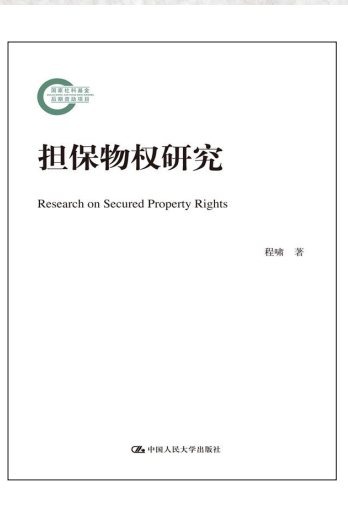 国家社科基金
后期资助项目
担保物权研究
Research on Secured Property Rights
程啸 著
中国人民大学出版社